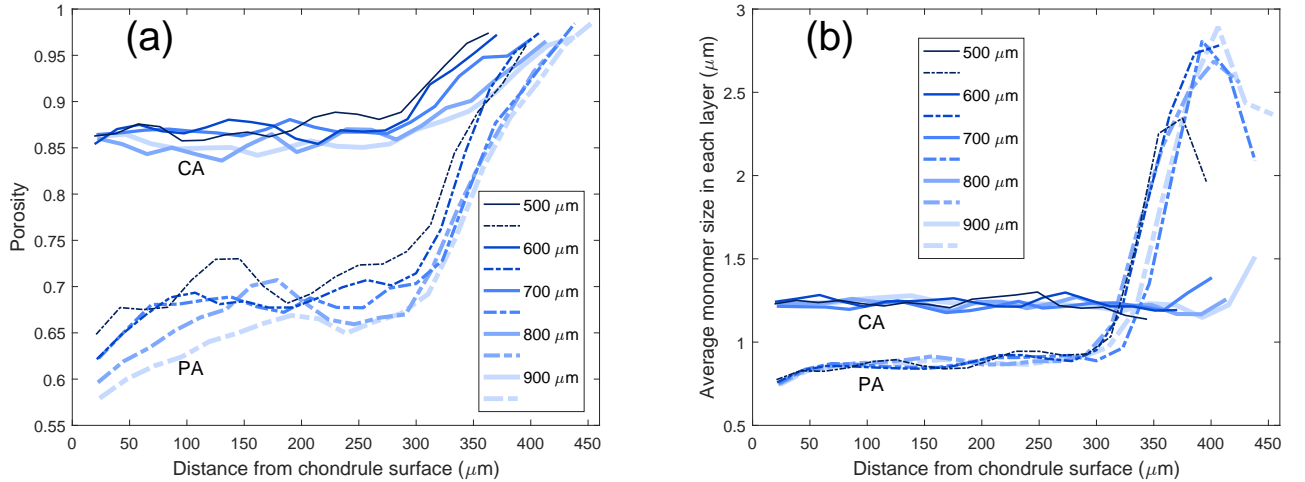 (a)
Porosity
1
0.95
0.9
0.85
0.8
0.75
0.7
0.65
0.6
0.55
CA
PA
500 μm
600 μm
700 μm
800 μm
900 μm
0 50 100 150 200 250 300 350 400 450
Distance from chondrule surface (μm)
(b)
Average monomer size in each layer (μm)
3
2.5
2
1.5
1
0.5
500 μm
600 μm
700 μm
800 μm
900 μm
CA
PA
0 50 100 150 200 250 300 350 400 450
Distance from chondrule surface (μm)